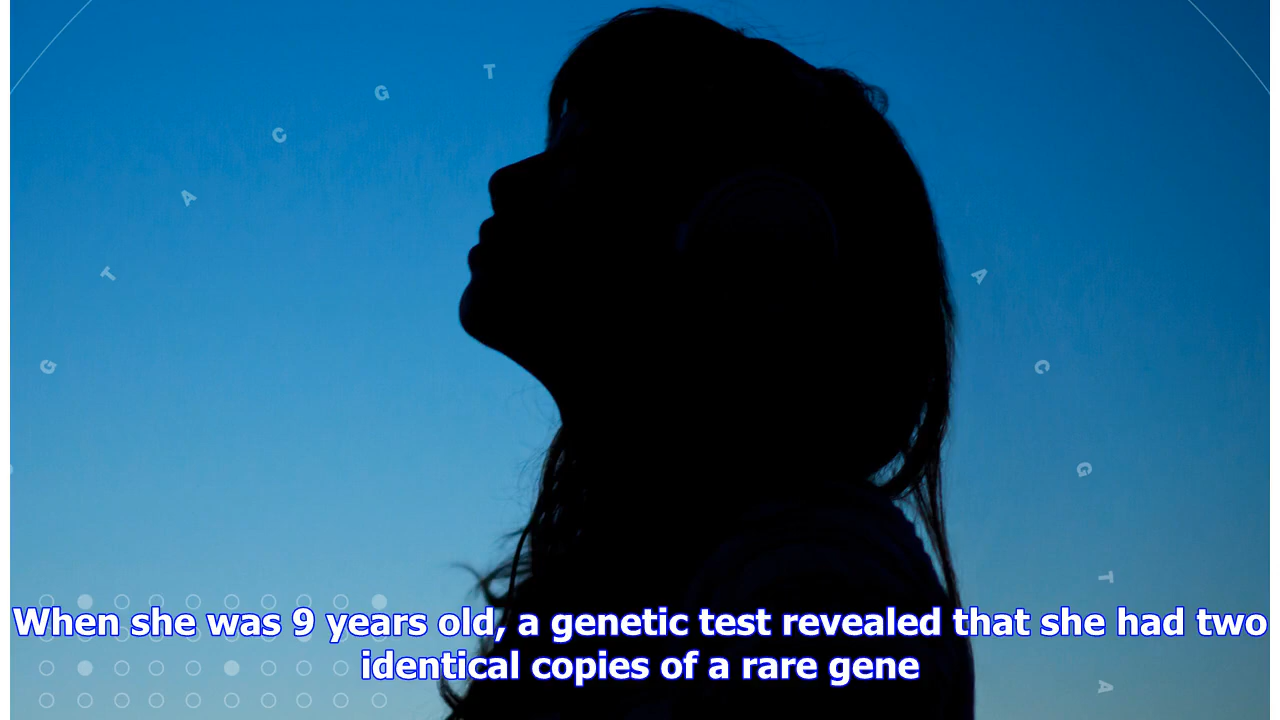 T
G
C
A
T
G
A
C
G
T
When she was 9 years old, a genetic test revealed that she had two
identical copies of a rare gene
A